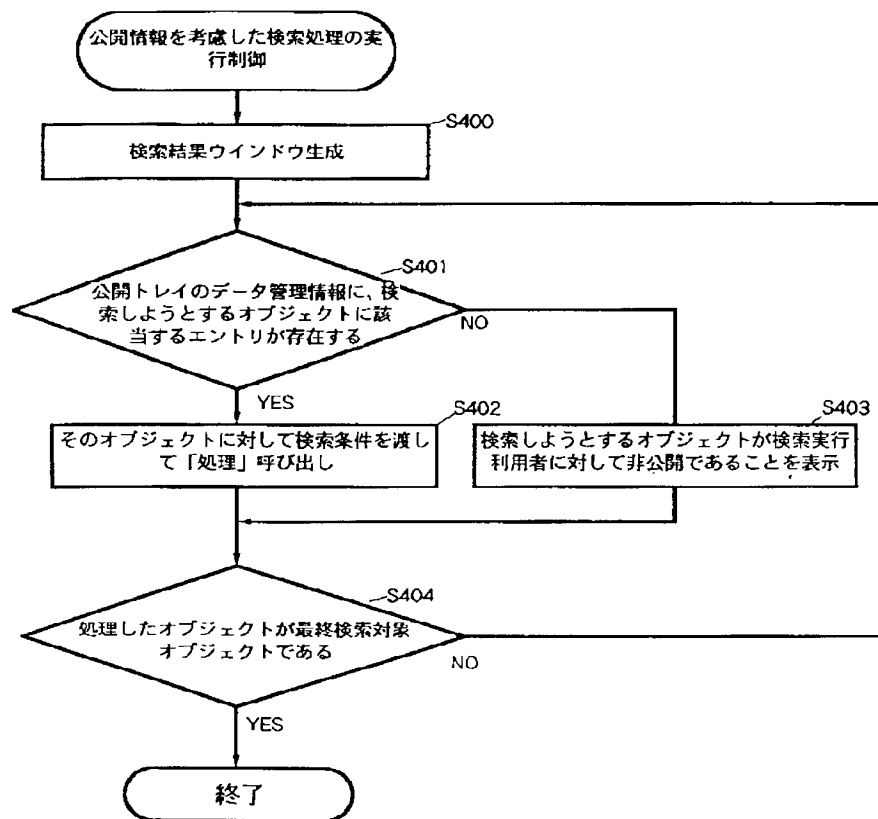 公開情報を考慮した検索処理の実
行制御
S400
検索結果ウインドウ生成
S401
公開トレイのデータ管理情報に、検
索しようとするオブジェクトに該
当するエントリが存在する
NO
YES
S402
そのオブジェクトに対して検索条件を渡し
て「処理」呼び出し
S403
検索しようとするオブジェクトが検索実行
利用者に対して非公開であることを表示
S404
処理したオブジェクトが最終検索対象
オブジェクトである
NO
YES
終了